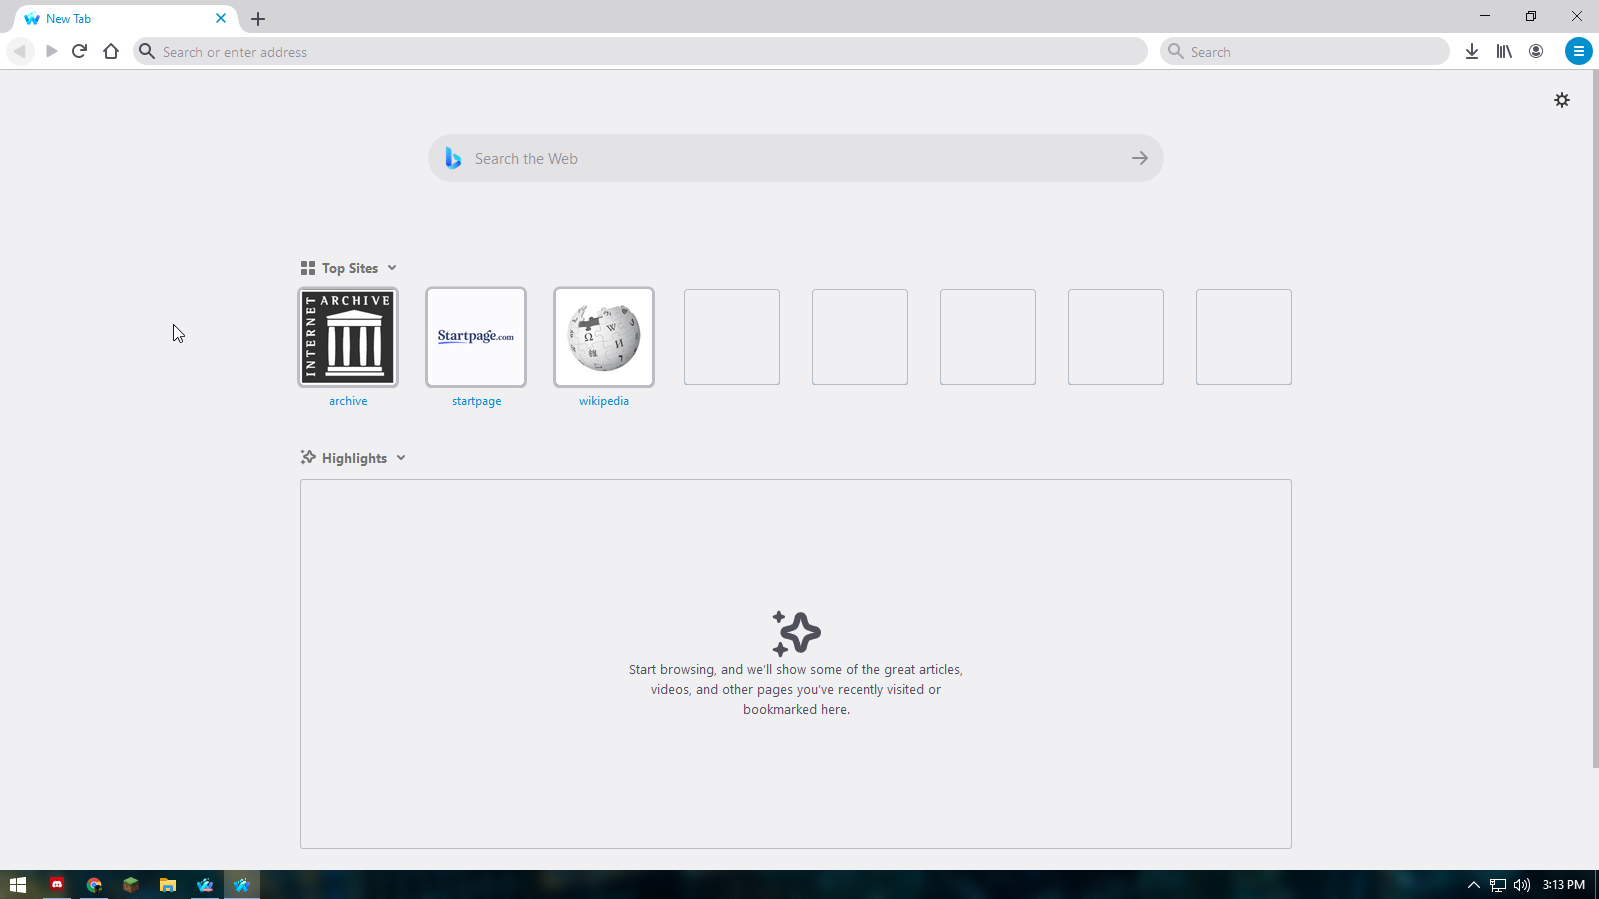 New Tab
Search or enter address
Search
Search the Web
Top Sites
INTERNET ARCHIVE
Startpage.com
archive
startpage
wikipedia
Highlights
Start browsing, and we'll show some of the great articles,
videos, and other pages you've recently visited or
bookmarked here.
3:13 PM